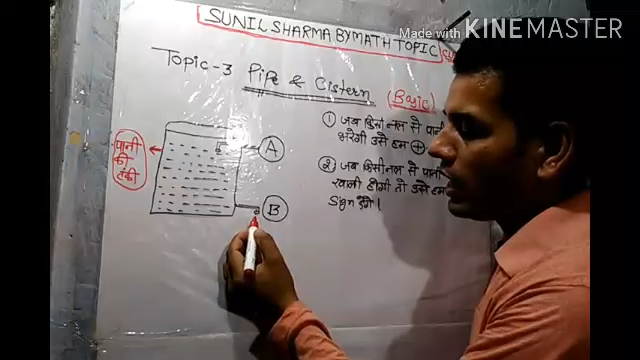 Made with KINEMASTER
SUNIL SHARMA BY MATH TOPIC
Topic-3 Pipe & Cistern (Basic)
पानी
की
टंकी
A
B
① जब किसी नल से पानी
भरेगी उसे हम +
② जब किसी नल से पानी
खाली होगी तो उसे हम
Sign देंगे।